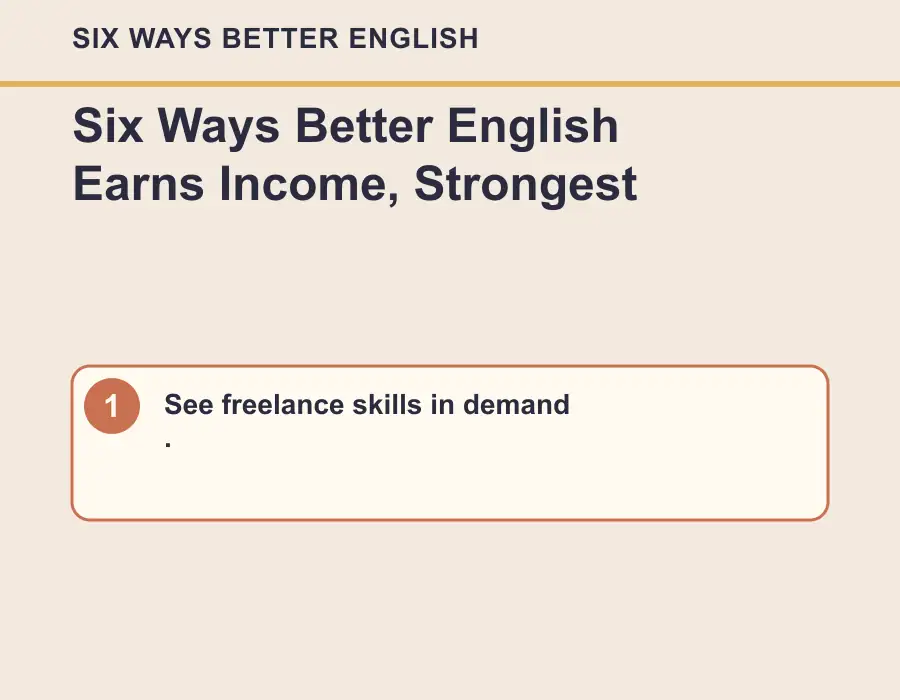 SIX WAYS BETTER ENGLISH
Six Ways Better English
Earns Income, Strongest
1
See freelance skills in demand
.